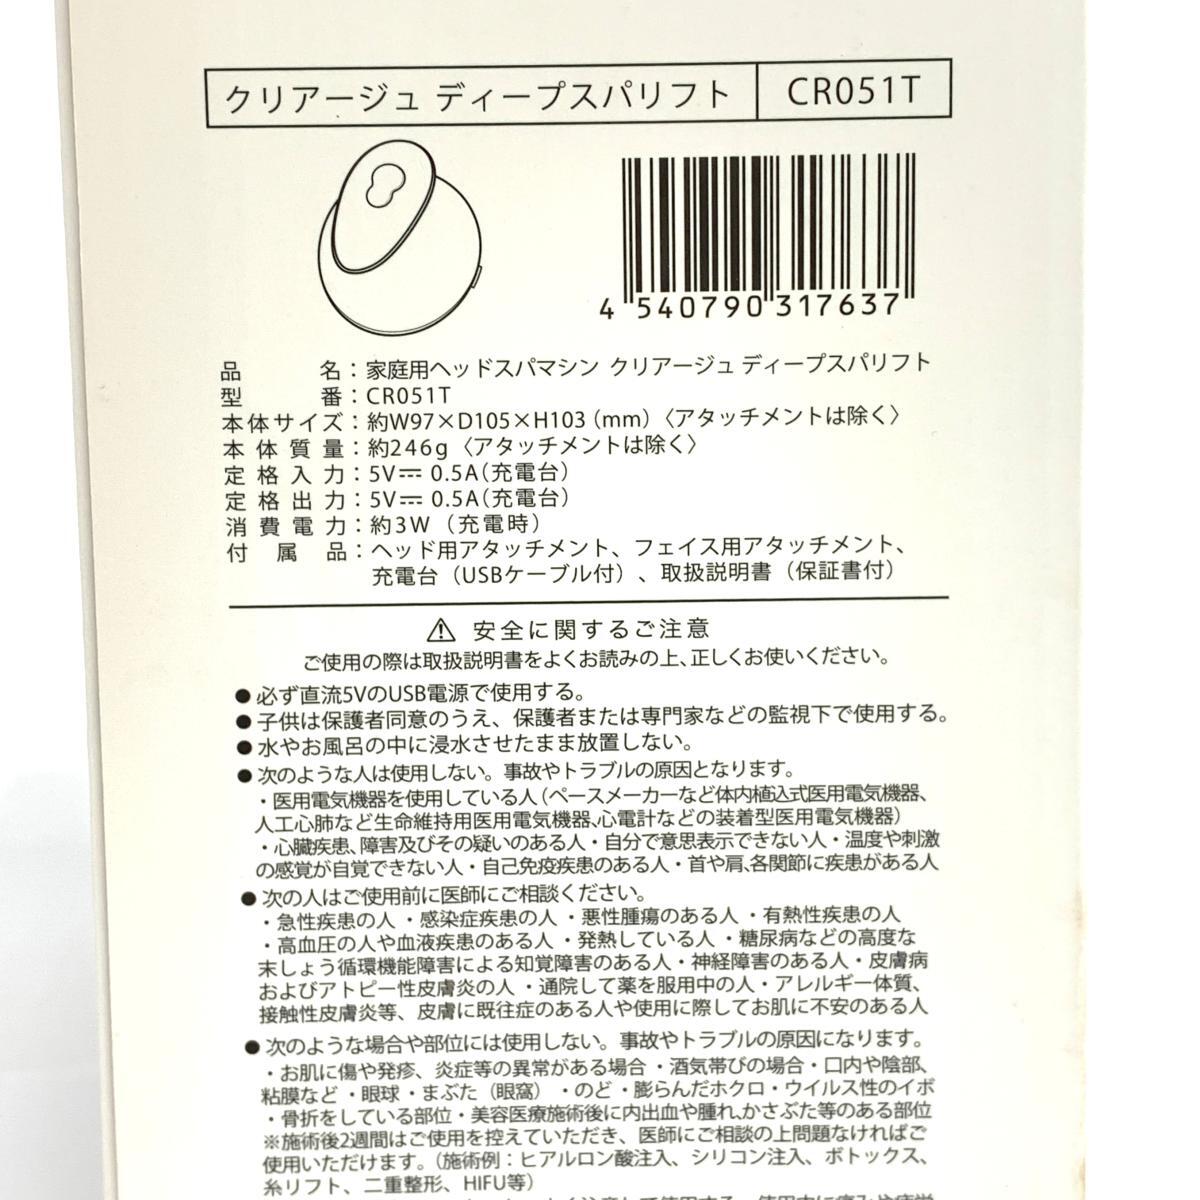 クリアージュ ディープスパリフト CR051T
4 540790 317637
品名：家庭用ヘッドスパマシン クリアージュ ディープスパリフト
型番：CR051T
本体サイズ：約W97×D105×H103（mm）〈アタッチメントは除く〉
本体質量：約246g〈アタッチメントは除く〉
定格入力：5V⎓ 0.5A（充電台）
定格出力：5V⎓ 0.5A（充電台）
消費電力：約3W（充電時）
付属品：ヘッド用アタッチメント、フェイス用アタッチメント、
充電台（USBケーブル付）、取扱説明書（保証書付）
⚠ 安全に関するご注意
ご使用の際は取扱説明書をよくお読みの上、正しくお使いください。
● 必ず直流5VのUSB電源で使用する。
● 子供は保護者同意のうえ、保護者または専門家などの監視下で使用する。
● 水やお風呂の中に浸水させたまま放置しない。
● 次のような人は使用しない。事故やトラブルの原因となります。
・医用電気機器を使用している人（ペースメーカーなど体内植込式医用電気機器、
人工心肺など生命維持用医用電気機器、心電計などの装着型医用電気機器）
・心臓疾患、障害及びその疑いのある人・自分で意思表示できない人・温度や刺激
の感覚が自覚できない人・自己免疫疾患のある人・首や肩、各関節に疾患がある人
● 次の人はご使用前に医師にご相談ください。
・急性疾患の人・感染症疾患の人・悪性腫瘍のある人・有熱性疾患の人
・高血圧の人や血液疾患のある人・発熱している人・糖尿病などの高度な
末しょう循環機能障害による知覚障害のある人・神経障害のある人・皮膚病
およびアトピー性皮膚炎の人・通院して薬を服用中の人・アレルギー体質、
接触性皮膚炎等、皮膚に既往症のある人や使用に際してお肌に不安のある人
● 次のような場合や部位には使用しない。事故やトラブルの原因になります。
・お肌に傷や発疹、炎症等の異常がある場合・酒気帯びの場合・口内や陰部、
粘膜など・眼球・まぶた（眼窩）・のど・膨らんだホクロ・ウイルス性のイボ
・骨折をしている部位・美容医療施術後に内出血や腫れ、かさぶた等のある部位
※施術後2週間はご使用を控えていただき、医師にご相談の上問題なければご
使用いただけます。（施術例：ヒアルロン酸注入、シリコン注入、ボトックス、
糸リフト、二重整形、HIFU等）